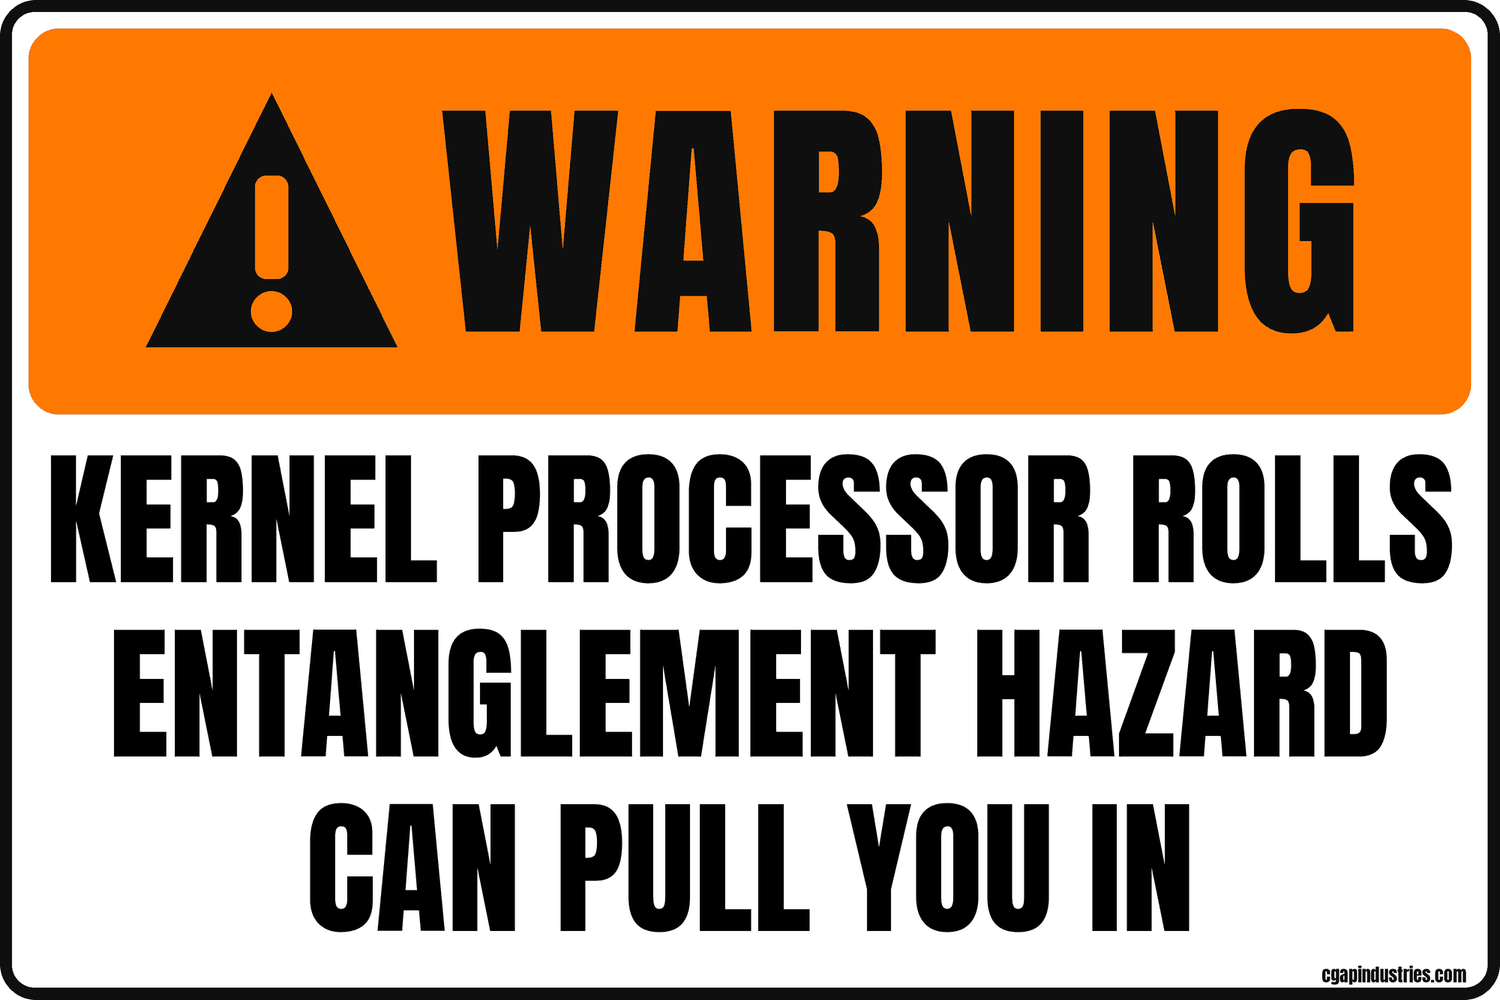 WARNING
KERNEL PROCESSOR ROLLS
ENTANGLEMENT HAZARD
CAN PULL YOU IN
cgapindustries.com